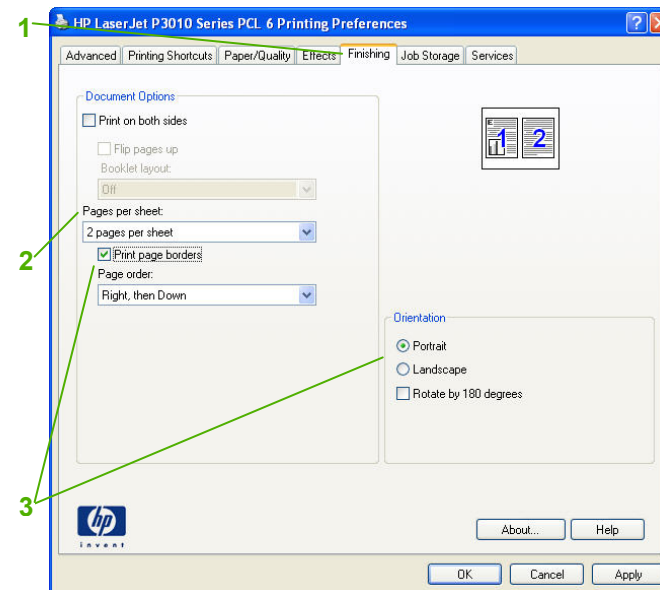 HP LaserJet P3010 Series PCL 6 Printing Preferences
1
Advanced Printing Shortcuts Paper/Quality Effects Finishing Job Storage Services
Document Options
Print on both sides
Flip pages up
Booklet layout:
Off
Pages per sheet:
2
2 pages per sheet
Print page borders
Page order:
Right, then Down
1 2
Orientation
Portrait
Landscape
Rotate by 180 degrees
3
hp
invent
About... Help
OK Cancel Apply